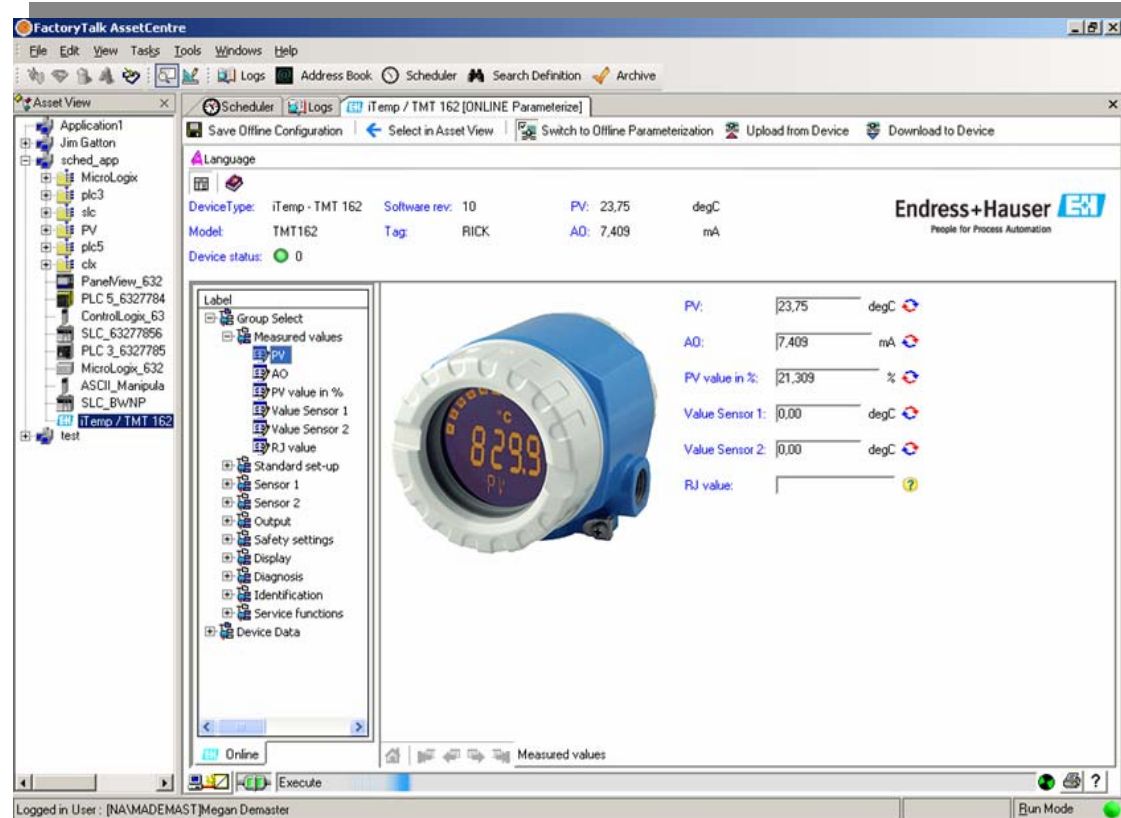 FactoryTalk AssetCentre
File Edit View Tasks Tools Windows Help
Logs Address Book Scheduler Search Definition Archive
Asset View
Scheduler Logs iTemp / TMT 162 [ONLINE Parameterize]
Save Offline Configuration Select in Asset View Switch to Offline Parameterization Upload from Device Download to Device
Application1
Jim Gatton
sched_app
MicroLogix
plc3
slc
PV
plc5
clx
PanelView_632
PLC 5_6327784
ControlLogix_63
SLC_63277856
PLC 3_6327785
MicroLogix_632
ASCII_Manipula
SLC_BWNP
iTemp / TMT 162
test
Language
DeviceType: iTemp - TMT 162 Software rev: 10 PV: 23,75 degC
Model: TMT162 Tag: RICK AO: 7,409 mA
Device status: 0
Endress+Hauser EH
People for Process Automation
Label
Group Select
Measured values
PV
AO
PV value in %
Value Sensor 1
Value Sensor 2
RJ value
Standard set-up
Sensor 1
Sensor 2
Output
Safety settings
Display
Diagnosis
Identification
Service functions
Device Data
°C
829.9
PV
PV: 23,75 degC
AO: 7,409 mA
PV value in %: 21,309 %
Value Sensor 1: 0,00 degC
Value Sensor 2: 0,00 degC
RJ value: ?
Online
Measured values
Execute
?
Logged in User : [NA\MADEMAST]Megan Demaster
Run Mode